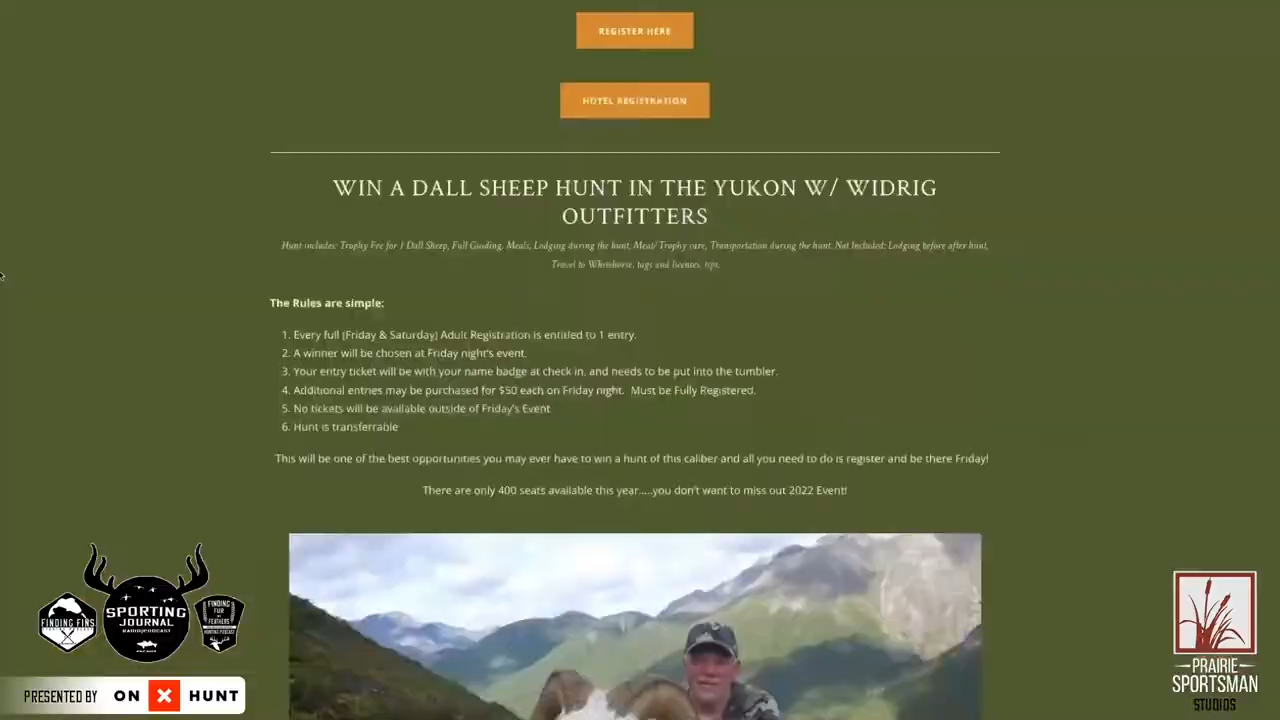 REGISTER HERE
HOTEL REGISTRATION
WIN A DALL SHEEP HUNT IN THE YUKON W/ WIDRIG
OUTFITTERS
Hunt includes: Trophy Fee for 1 Dall Sheep, Full Guiding, Meals, Lodging during the hunt, Meat/ Trophy care, Transportation during the hunt. Not Included: Lodging before after hunt,
Travel to Whitehorse, tags and licenses, tips.
The Rules are simple:
1. Every full (Friday & Saturday) Adult Registration is entitled to 1 entry.
2. A winner will be chosen at Friday night's event.
3. Your entry ticket will be with your name badge at check in, and needs to be put into the tumbler.
4. Additional entries may be purchased for $50 each on Friday night. Must be Fully Registered.
5. No tickets will be available outside of Friday's Event
6. Hunt is transferrable
This will be one of the best opportunities you may ever have to win a hunt of this caliber and all you need to do is register and be there Friday!
There are only 400 seats available this year.....you don't want to miss out 2022 Event!
FINDING FINS
SPORTING
JOURNAL
RADIO/PODCAST
FINDING
FUR
FEATHERS
HUNTING PODCAST
PRESENTED BY ON X HUNT
PRAIRIE
SPORTSMAN
STUDIOS